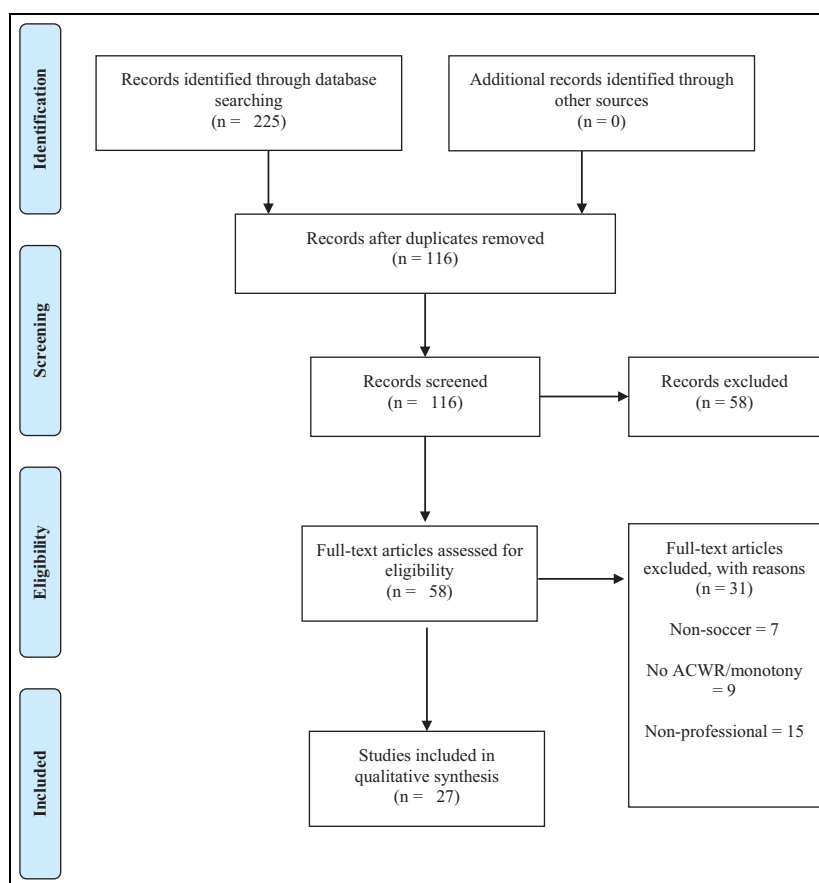 Identification
Records identified through database
searching
(n = 225)
Additional records identified through
other sources
(n = 0)
Records after duplicates removed
(n = 116)
Screening
Records screened
(n = 116)
Records excluded
(n = 58)
Eligibility
Full-text articles assessed for
eligibility
(n = 58)
Full-text articles
excluded, with reasons
(n = 31)
Non-soccer = 7
No ACWR/monotony
= 9
Non-professional = 15
Included
Studies included in
qualitative synthesis
(n = 27)